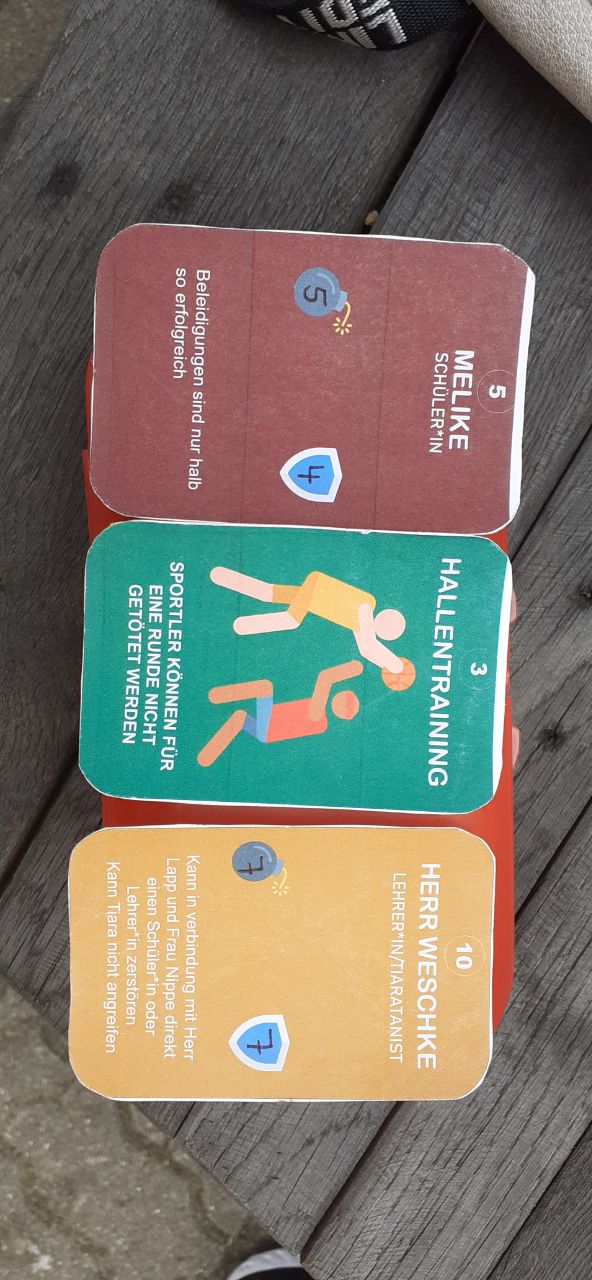 5
MELIKE
SCHÜLER*IN
5
4
Beleidigungen sind nur halb
so erfolgreich
3
HALLENTRAINING
SPORTLER KÖNNEN FÜR
EINE RUNDE NICHT
GETÖTET WERDEN
10
HERR WESCHKE
LEHRER*IN/TIARATANIST
7
7
Kann in verbindung mit Herr
Lapp und Frau Nippe direkt
einen Schüler*in oder
Lehrer*in zerstören
Kann Tiara nicht angreifen